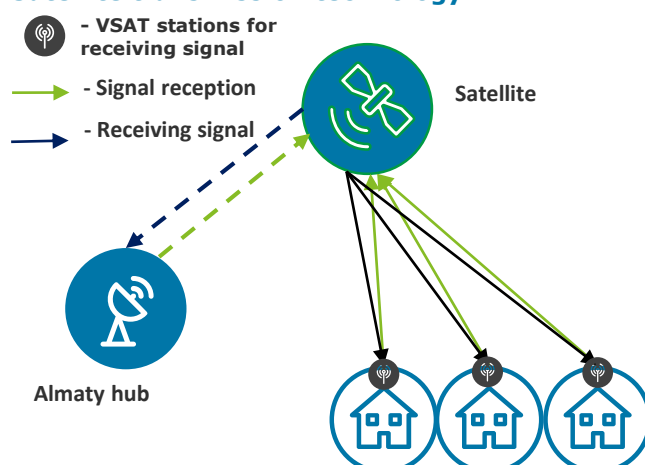 - VSAT stations for
receiving signal
- Signal reception
- Receiving signal
Satellite
Almaty hub